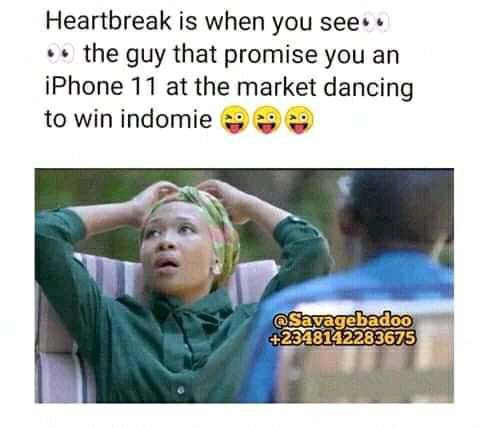 Heartbreak is when you see👀
👀 the guy that promise you an
iPhone 11 at the market dancing
to win indomie 😜😜😜
@Savagebadoo
+2348142283675